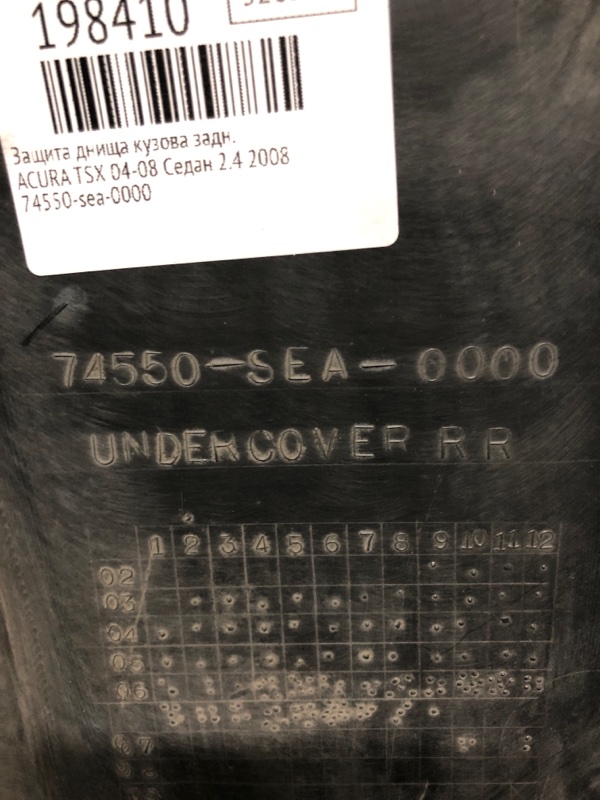 198410
Защита днища кузова задн.
ACURA TSX 04-08 Седан 2.4 2008
74550-sea-0000
74550-SEA-0000
UNDERCOVER RR
1 2 3 4 5 6 7 8 9 10 11 12
02
03
04
05
06